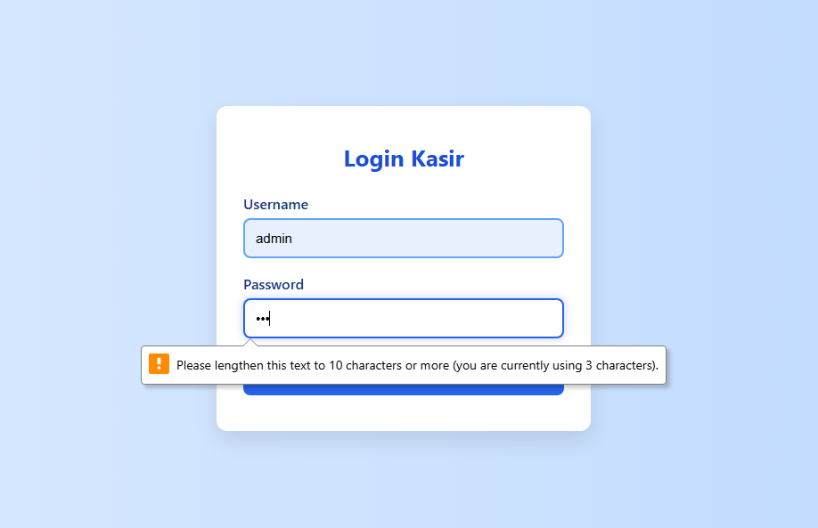 Login Kasir
Username
admin
Password
•••
Please lengthen this text to 10 characters or more (you are currently using 3 characters).